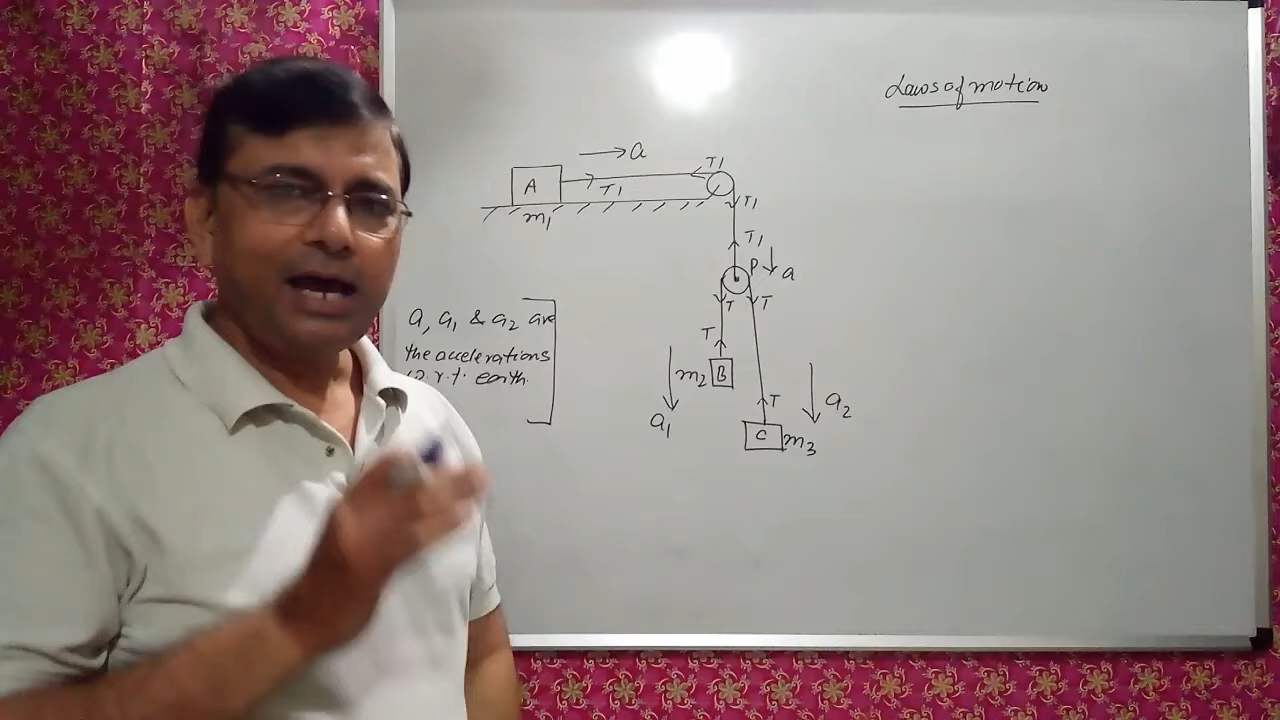 Laws of motion
→ a
T1
A
T1
T1
m1
T1
P
a
T T
a, a1 & a2 are
the accelerations
w.r.t. earth.
T
m2 B
a1
T
a2
C m3